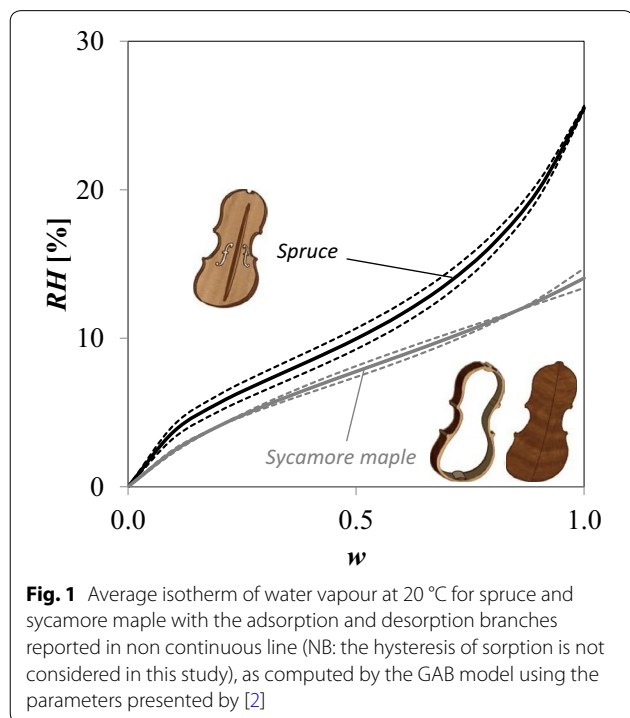 30
20
10
0
RH [%]
Spruce
Sycamore maple
0.0
0.5
1.0
w
Fig. 1 Average isotherm of water vapour at 20 °C for spruce and
sycamore maple with the adsorption and desorption branches
reported in non continuous line (NB: the hysteresis of sorption is not
considered in this study), as computed by the GAB model using the
parameters presented by [2]